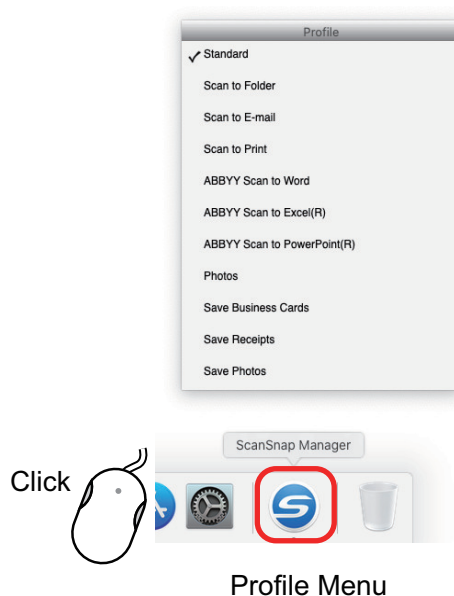 Profile
✓ Standard
Scan to Folder
Scan to E-mail
Scan to Print
ABBYY Scan to Word
ABBYY Scan to Excel(R)
ABBYY Scan to PowerPoint(R)
Photos
Save Business Cards
Save Receipts
Save Photos
ScanSnap Manager
Click
Profile Menu